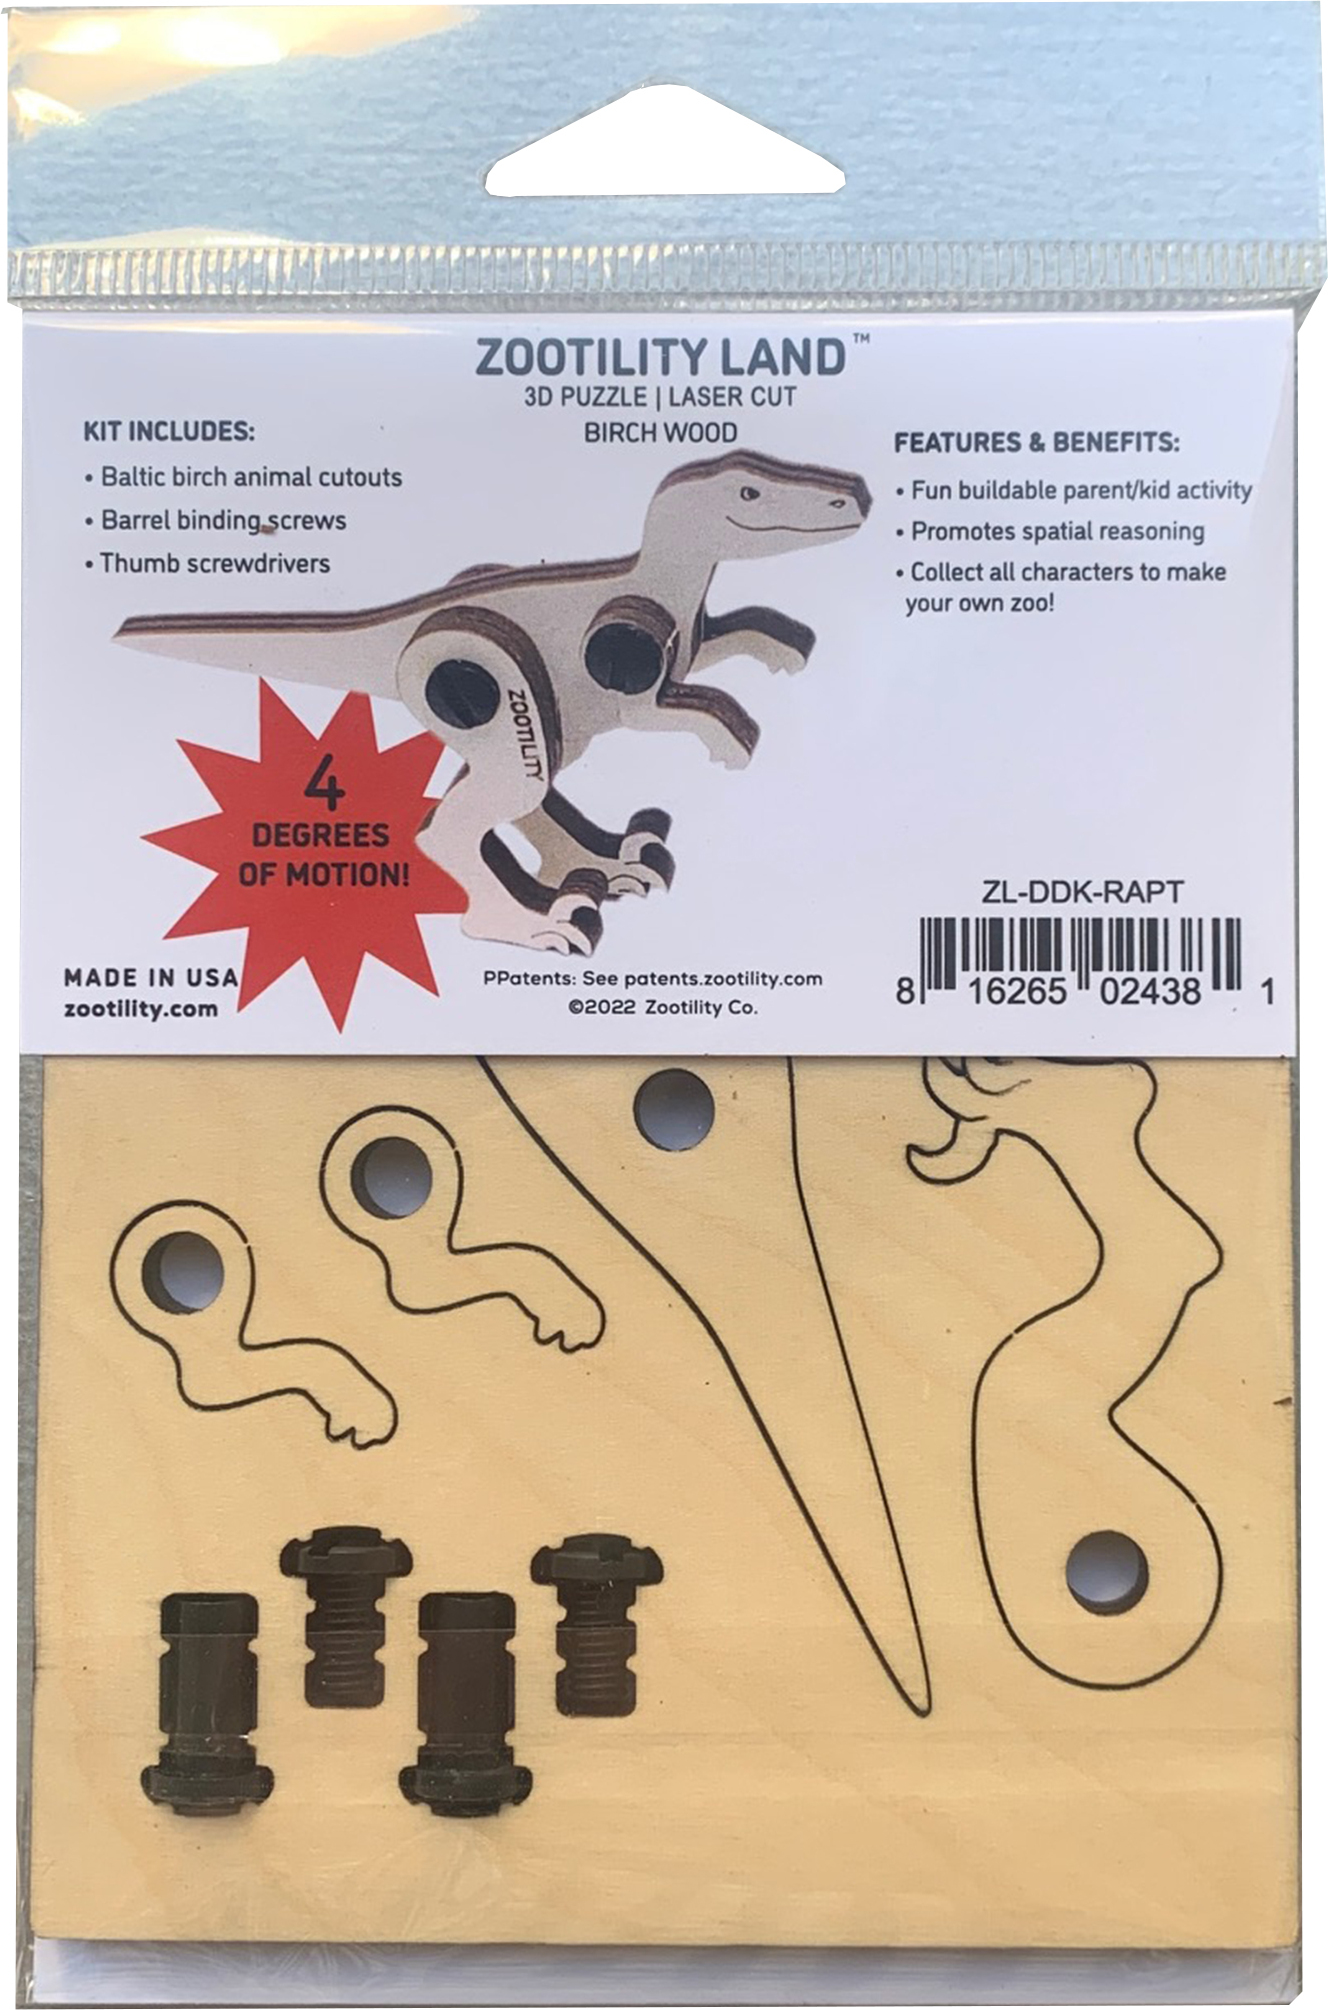 ZOOTILITY LAND™
3D PUZZLE | LASER CUT
BIRCH WOOD
KIT INCLUDES:
• Baltic birch animal cutouts
• Barrel binding screws
• Thumb screwdrivers
FEATURES & BENEFITS:
• Fun buildable parent/kid activity
• Promotes spatial reasoning
• Collect all characters to make
your own zoo!
ZOOTILITY
4
DEGREES
OF MOTION!
MADE IN USA
zootility.com
PPatents: See patents.zootility.com
©2022 Zootility Co.
ZL-DDK-RAPT
8 16265 02438 1